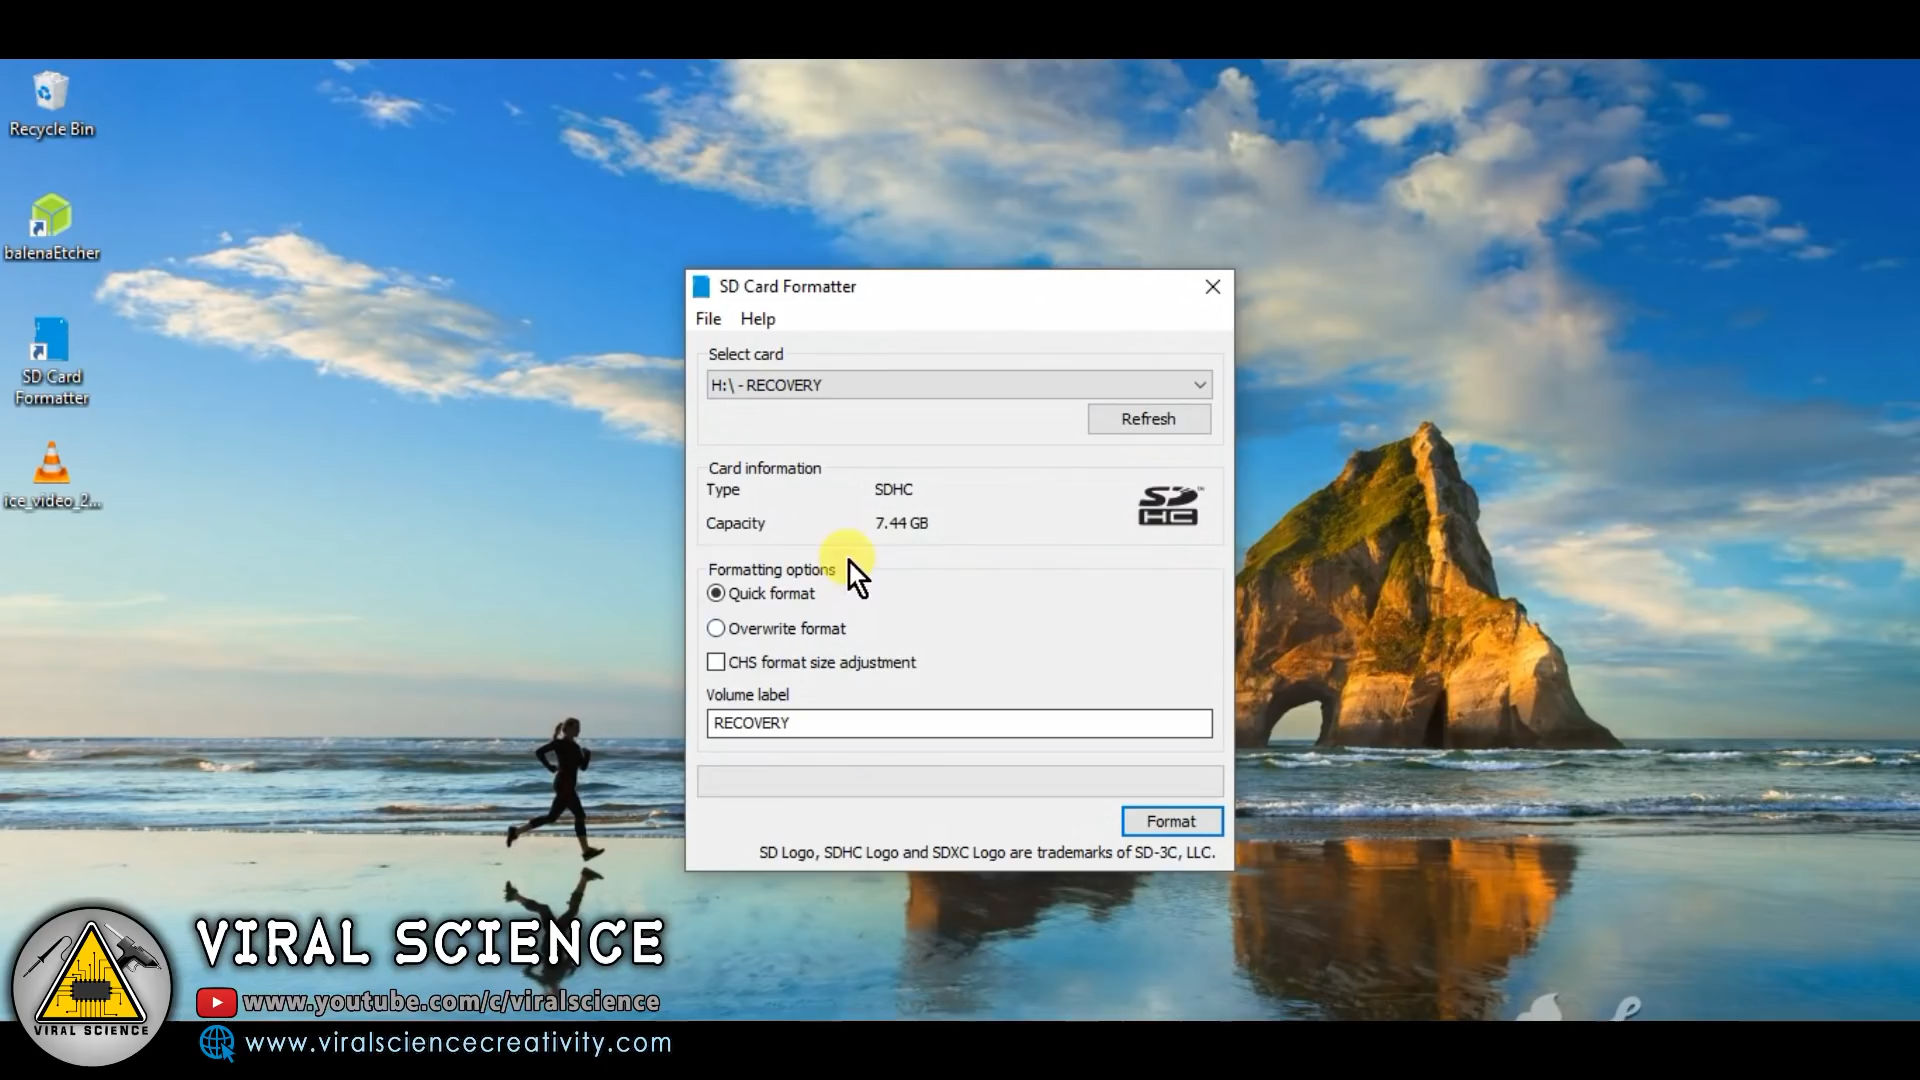 Recycle Bin
balenaEtcher
SD Card
Formatter
ice_video_2...
SD Card Formatter
File Help
Select card
H:\ - RECOVERY
Refresh
Card information
Type SDHC
Capacity 7.44 GB
SD HC ™
Formatting options
Quick format
Overwrite format
CHS format size adjustment
Volume label
RECOVERY
Format
SD Logo, SDHC Logo and SDXC Logo are trademarks of SD-3C, LLC.
VIRAL SCIENCE
VIRAL SCIENCE
www.youtube.com/c/viralscience
www.viralsciencecreativity.com